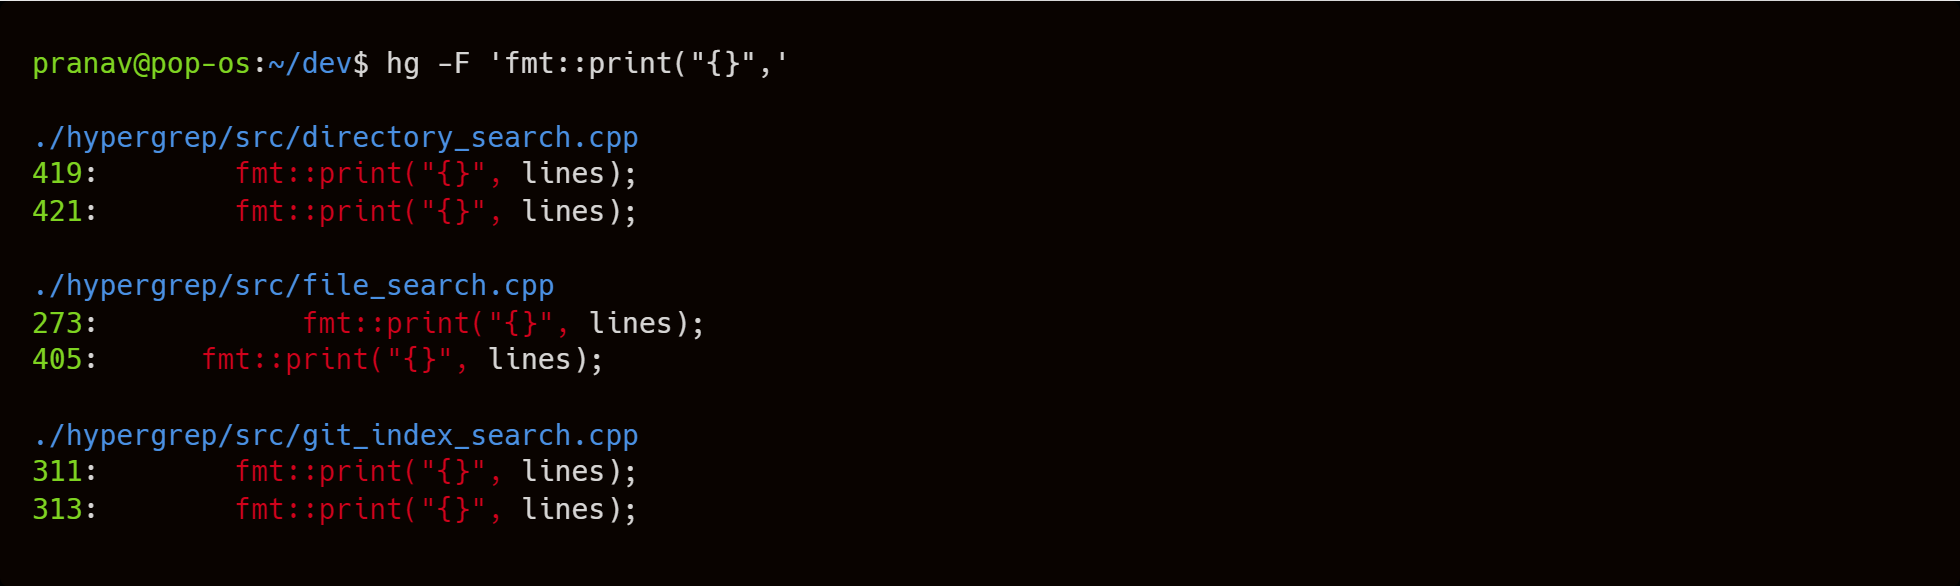 pranav@pop-os:~/dev$ hg -F 'fmt::print("{}",'
./hypergrep/src/directory_search.cpp
419:        fmt::print("{}", lines);
421:        fmt::print("{}", lines);
./hypergrep/src/file_search.cpp
273:            fmt::print("{}", lines);
405:      fmt::print("{}", lines);
./hypergrep/src/git_index_search.cpp
311:        fmt::print("{}", lines);
313:        fmt::print("{}", lines);